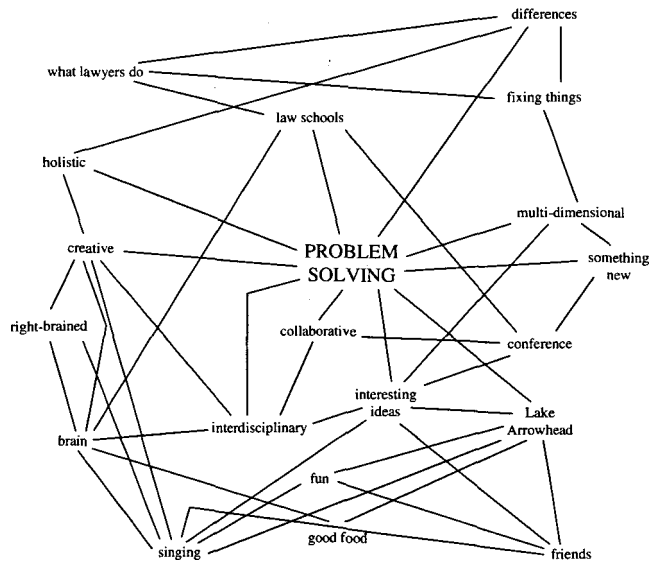 differences
what lawyers do
fixing things
law schools
holistic
multi-dimensional
creative
PROBLEM
SOLVING
something
new
right-brained
collaborative
conference
interesting
ideas
Lake
Arrowhead
interdisciplinary
brain
fun
good food
singing
friends